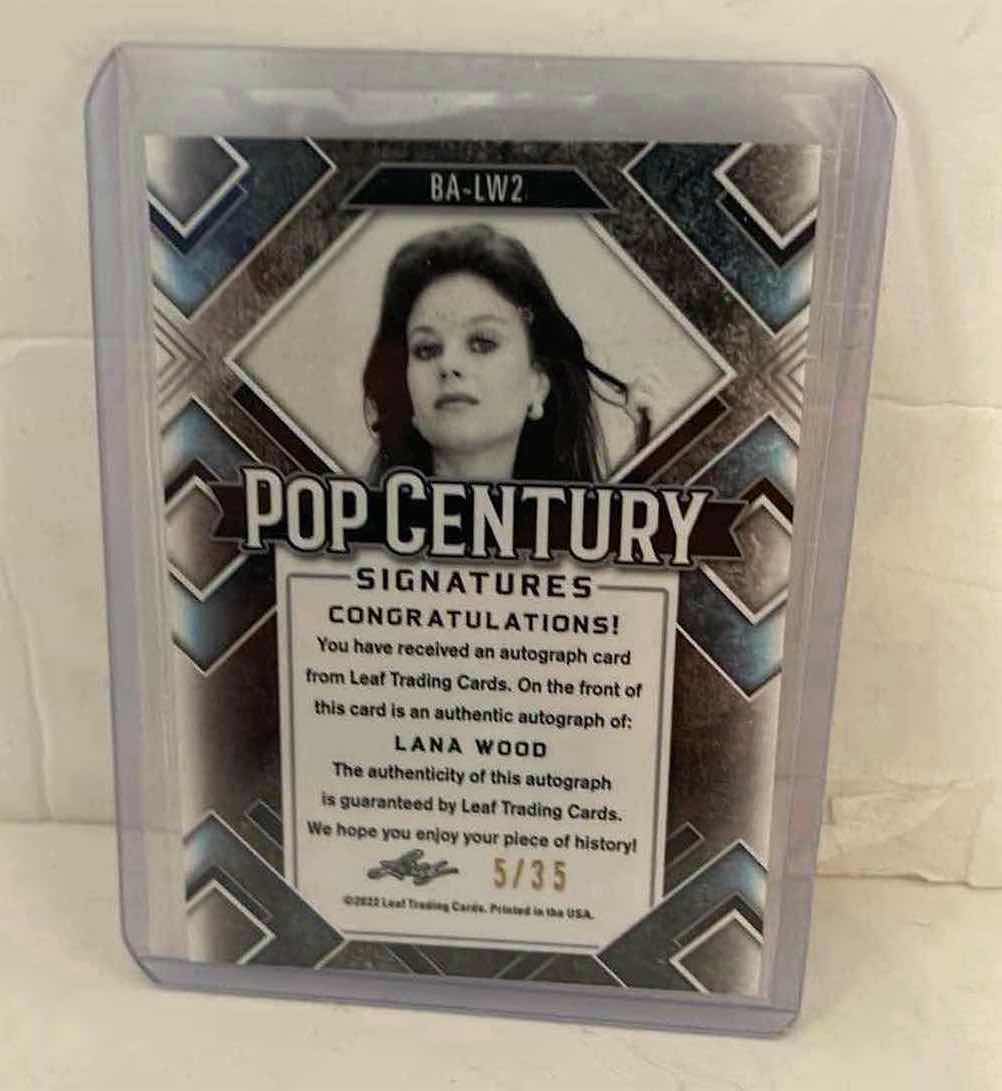 BA-LW2
POP CENTURY
SIGNATURES
CONGRATULATIONS!
You have received an autograph card
from Leaf Trading Cards. On the front of
this card is an authentic autograph of:
LANA WOOD
The authenticity of this autograph
is guaranteed by Leaf Trading Cards.
We hope you enjoy your piece of history!
Leaf 5/35
©2022 Leaf Trading Cards. Printed in the USA.